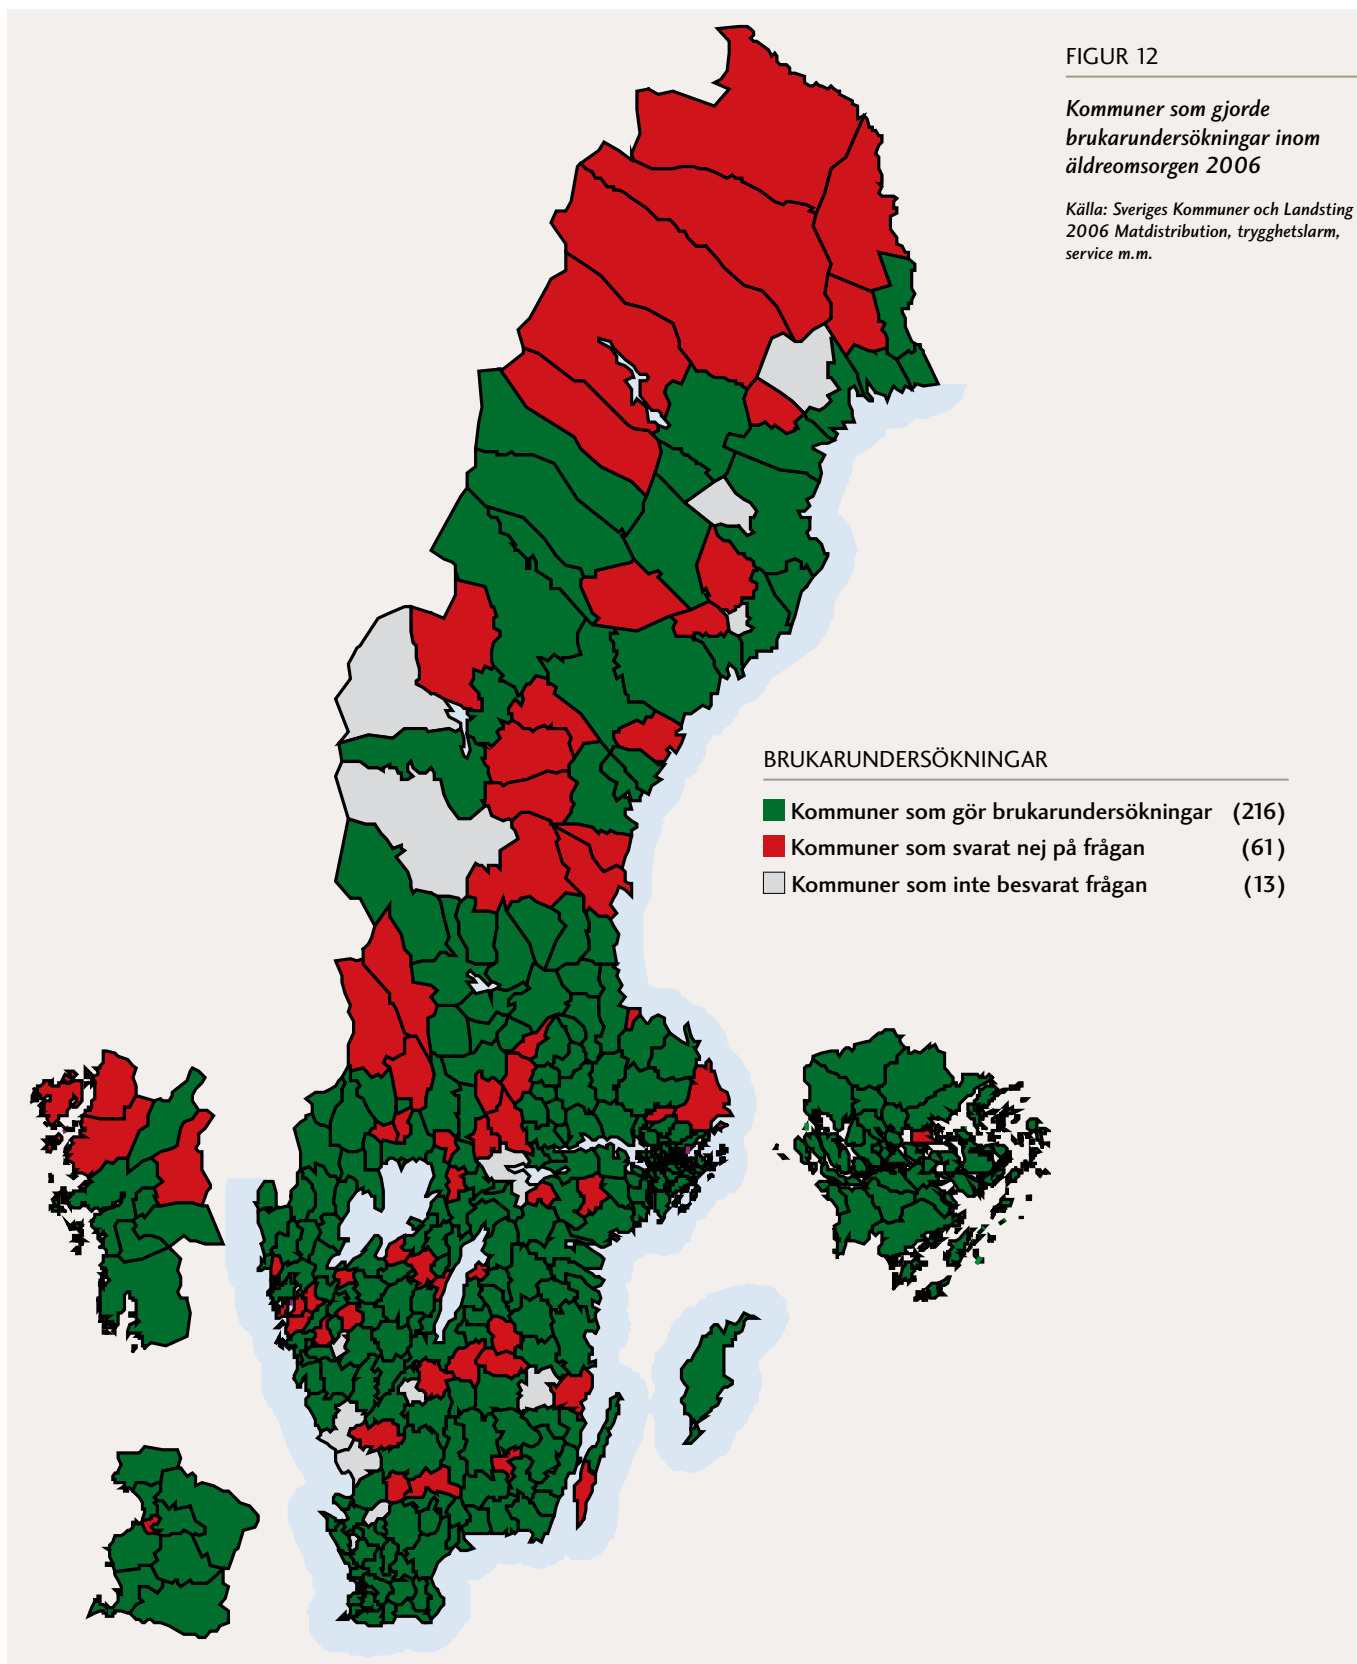 FIGUR 12
Kommuner som gjorde
brukarundersökningar inom
äldreomsorgen 2006
Källa: Sveriges Kommuner och Landsting
2006 Matdistribution, trygghetslarm,
service m.m.
BRUKARUNDERSÖKNINGAR
Kommuner som gör brukarundersökningar (216)
Kommuner som svarat nej på frågan (61)
Kommuner som inte besvarat frågan (13)